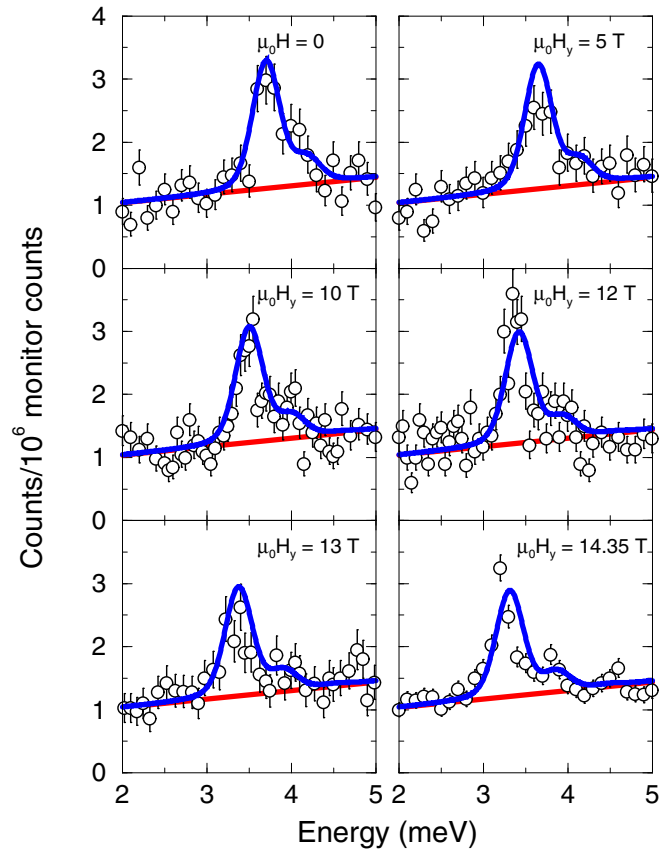 μ₀H = 0
μ₀Hy = 5 T
μ₀Hy = 10 T
μ₀Hy = 12 T
μ₀Hy = 13 T
μ₀Hy = 14.35 T
4
3
2
1
0
3
2
1
0
3
2
1
0
2 3 4 5 2 3 4 5
Counts/10⁶ monitor counts
Energy (meV)